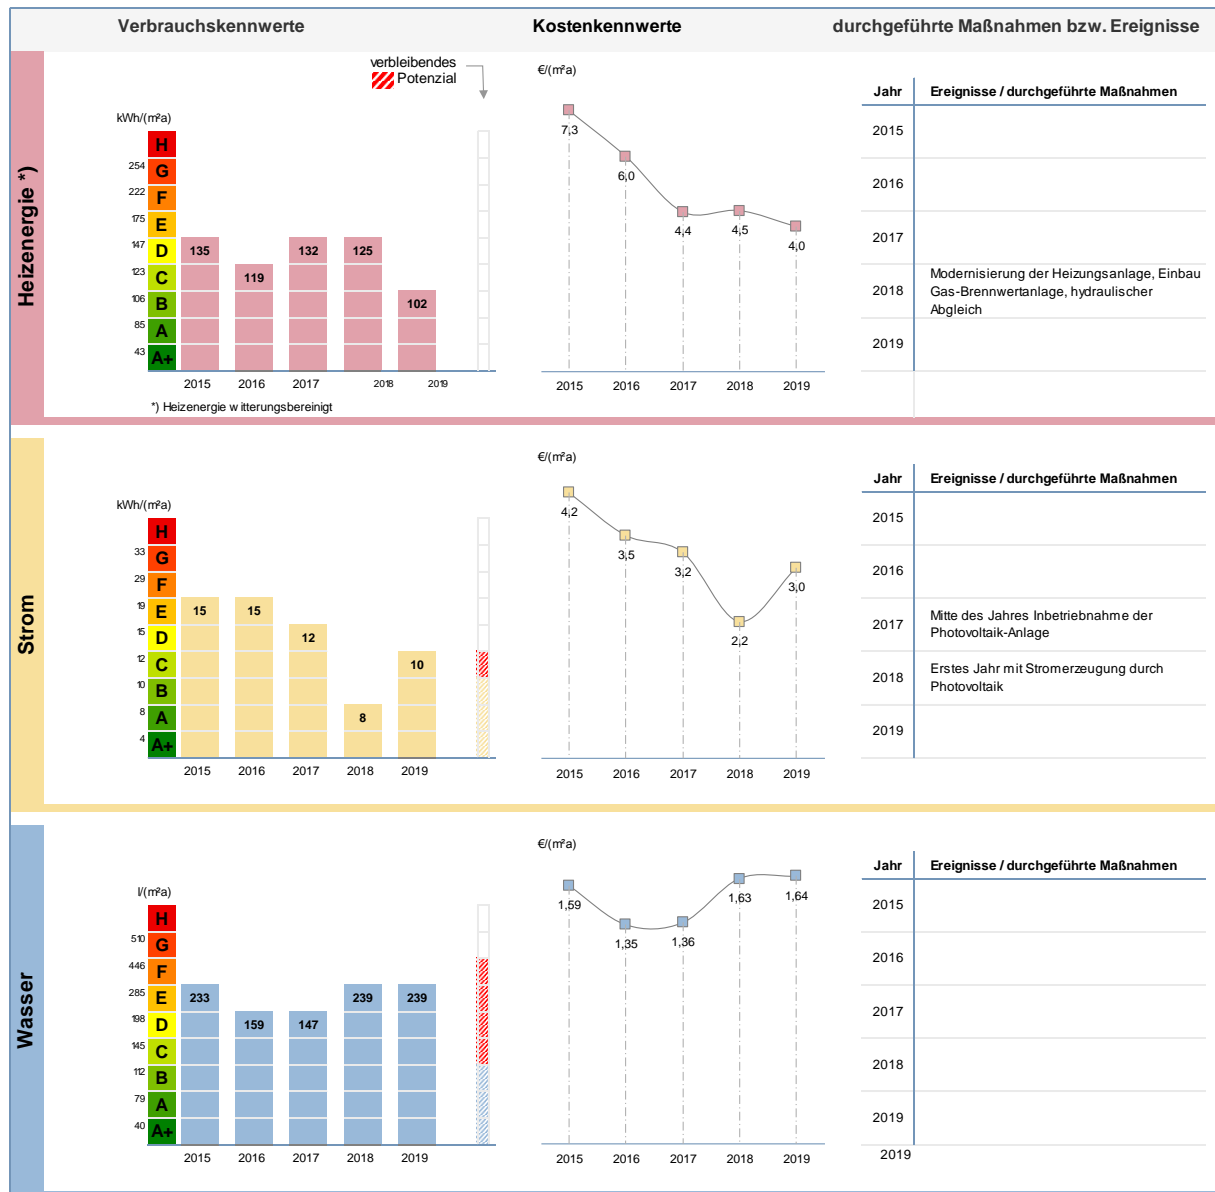 Verbrauchskennwerte
Kostenkennwerte
durchgeführte Maßnahmen bzw. Ereignisse
Heizenergie *)
verbleibendes
Potenzial
kWh/(m²a)
H
254
G
222
F
175
E
147
D
123
C
106
B
85
A
43
A+
135
119
132
125
102
2015
2016
2017
2018
2019
*) Heizenergie witterungsbereinigt
€/(m²a)
7,3
6,0
4,4
4,5
4,0
2015
2016
2017
2018
2019
Jahr
Ereignisse / durchgeführte Maßnahmen
2015
2016
2017
2018
Modernisierung der Heizungsanlage, Einbau
Gas-Brennwertanlage, hydraulischer
Abgleich
2019
Strom
kWh/(m²a)
H
33
G
29
F
19
E
15
D
12
C
10
B
8
A
4
A+
15
15
12
8
10
2015
2016
2017
2018
2019
€/(m²a)
4,2
3,5
3,2
2,2
3,0
2015
2016
2017
2018
2019
Jahr
Ereignisse / durchgeführte Maßnahmen
2015
2016
2017
Mitte des Jahres Inbetriebnahme der
Photovoltaik-Anlage
2018
Erstes Jahr mit Stromerzeugung durch
Photovoltaik
2019
Wasser
l/(m²a)
H
510
G
446
F
285
E
198
D
145
C
112
B
79
A
40
A+
233
159
147
239
239
2015
2016
2017
2018
2019
€/(m²a)
1,59
1,35
1,36
1,63
1,64
2015
2016
2017
2018
2019
Jahr
Ereignisse / durchgeführte Maßnahmen
2015
2016
2017
2018
2019
2019